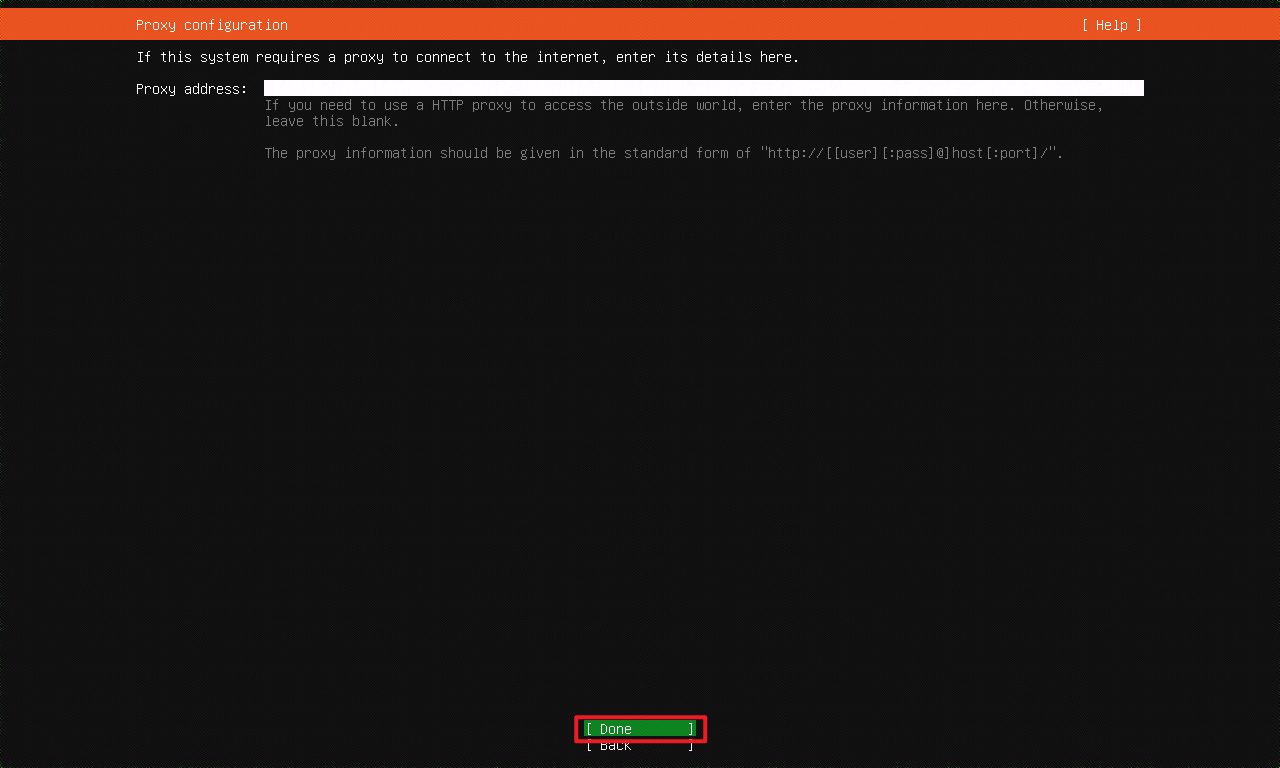 Proxy configuration [ Help ]
If this system requires a proxy to connect to the internet, enter its details here.
Proxy address:
If you need to use a HTTP proxy to access the outside world, enter the proxy information here. Otherwise,
leave this blank.
The proxy information should be given in the standard form of "http://[[user][:pass]@]host[:port]/".
[ Done ]
[ Back ]